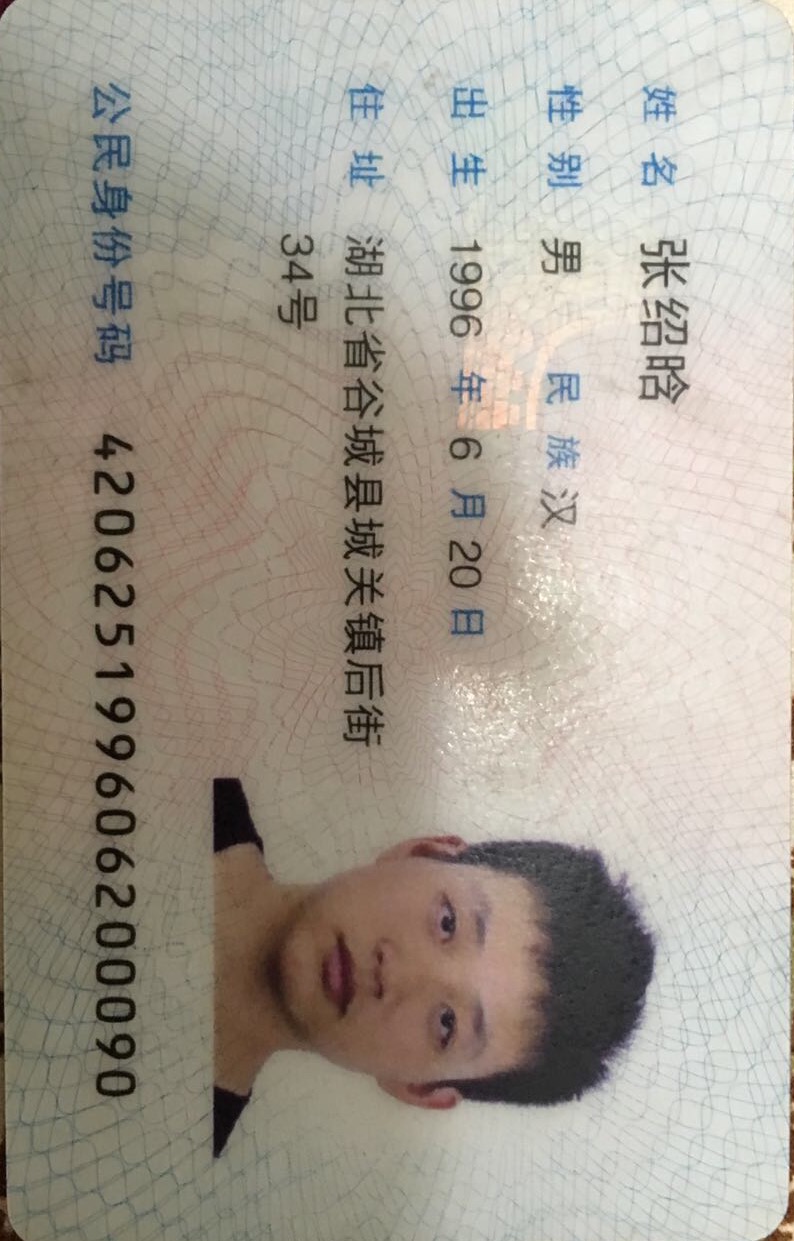 姓名 张绍晗
性别 男 民族 汉
出生 1996 年 6 月 20 日
住址 湖北省谷城县城关镇后街
34号
公民身份号码 420625199606200090